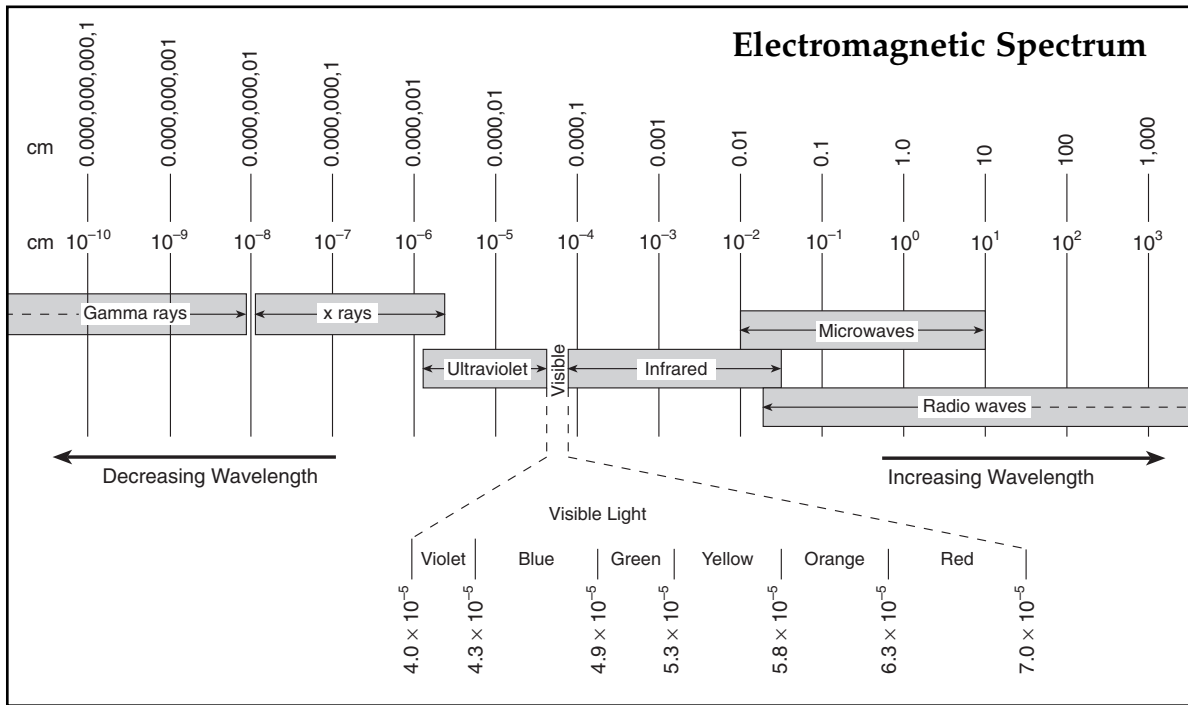 Electromagnetic Spectrum
cm 0.000,000,000,1 0.000,000,001 0.000,000,01 0.000,000,1 0.000,001 0.000,01 0.000,1 0.001 0.01 0.1 1.0 10 100 1,000
cm 10⁻¹⁰ 10⁻⁹ 10⁻⁸ 10⁻⁷ 10⁻⁶ 10⁻⁵ 10⁻⁴ 10⁻³ 10⁻² 10⁻¹ 10⁰ 10¹ 10² 10³
Gamma rays x rays
Microwaves
Ultraviolet Visible Infrared
Radio waves
Decreasing Wavelength Increasing Wavelength
Visible Light
Violet Blue Green Yellow Orange Red
4.0 × 10⁻⁵ 4.3 × 10⁻⁵ 4.9 × 10⁻⁵ 5.3 × 10⁻⁵ 5.8 × 10⁻⁵ 6.3 × 10⁻⁵ 7.0 × 10⁻⁵